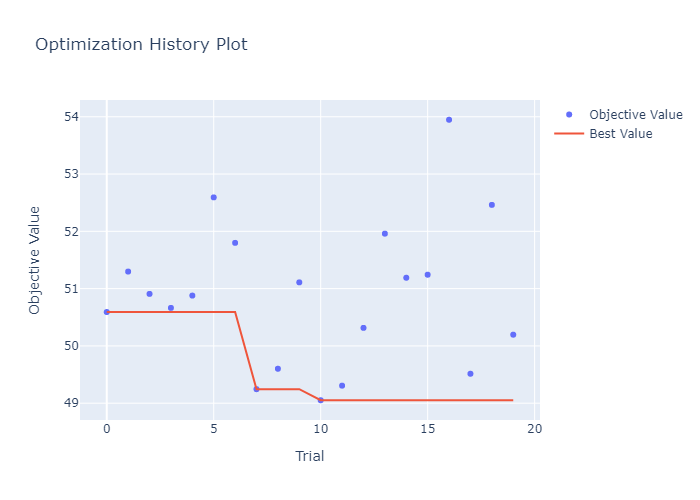 Optimization History Plot
54
53
52
51
50
49
Objective Value
0
5
10
15
20
Trial
Objective Value
Best Value